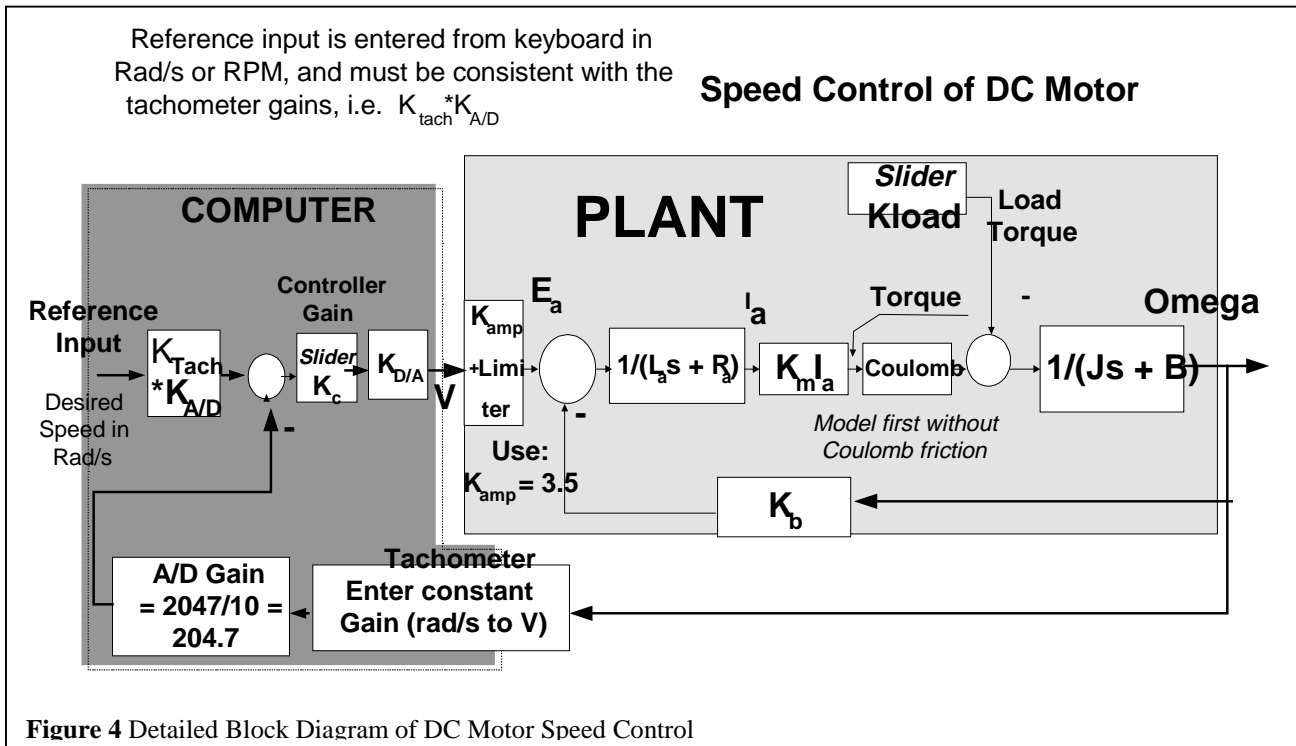 Reference input is entered from keyboard in
Rad/s or RPM, and must be consistent with the
tachometer gains, i.e. K_tach*K_A/D
Speed Control of DC Motor
COMPUTER
PLANT
Slider
Kload
Load
Torque
Controller
Gain
Reference
Input
K_Tach
*K_A/D
Desired
Speed in
Rad/s
-
Slider
K_c
K_D/A
V
K_amp
+Limi
ter
E_a
-
1/(L_a s + R_a)
I_a
K_m I_a
Torque
Coulomb
-
1/(Js + B)
Omega
Model first without
Coulomb friction
Use:
K_amp = 3.5
K_b
A/D Gain
= 2047/10 =
204.7
Tachometer
Enter constant
Gain (rad/s to V)
Figure 4 Detailed Block Diagram of DC Motor Speed Control